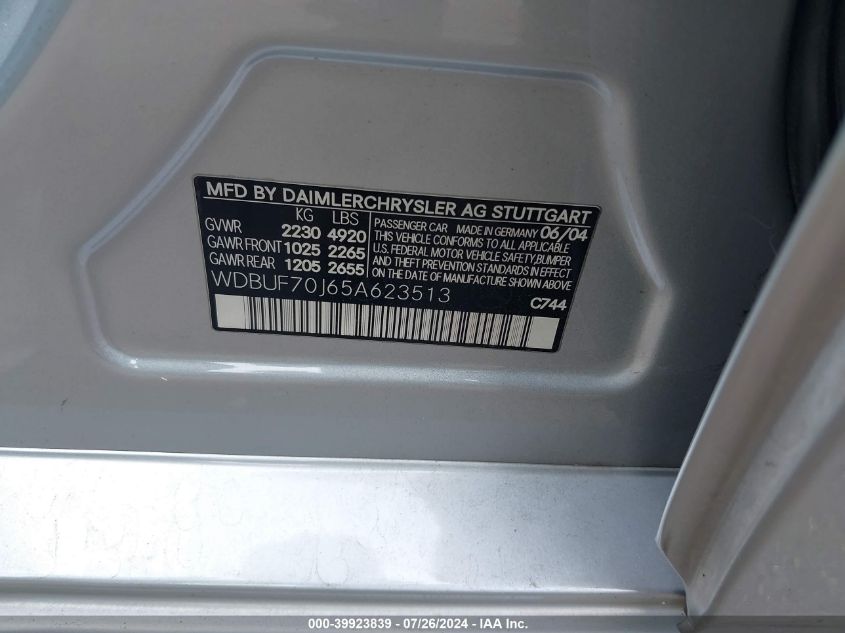 MFD BY DAIMLERCHRYSLER AG STUTTGART
KG LBS
GVWR 2230 4920
GAWR FRONT 1025 2265
GAWR REAR 1205 2655
PASSENGER CAR MADE IN GERMANY 06/04
THIS VEHICLE CONFORMS TO ALL APPLICABLE
U.S. FEDERAL MOTOR VEHICLE SAFETY,BUMPER
AND THEFT PREVENTION STANDARDS IN EFFECT
ON THE DATE OF MANUFACTURE SHOWN ABOVE
WDBUF70J65A623513
C744
000-39923839 - 07/26/2024 - IAA Inc.